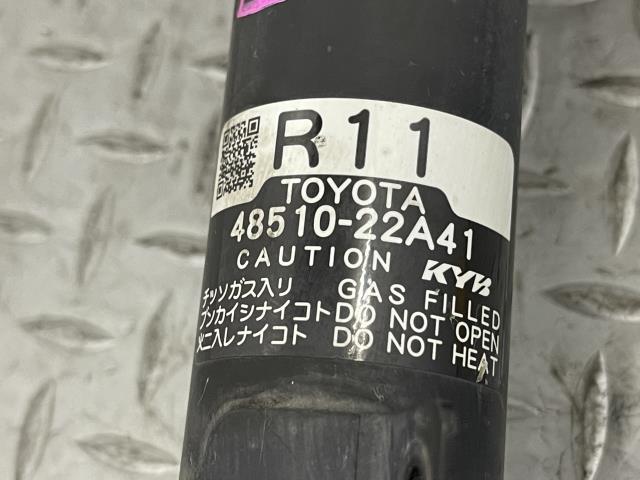 R11
TOYOTA
48510-22A41
CAUTION KYB
チッソガス入リ GAS FILLED
ブンカイシナイコト DO NOT OPEN
火ニ入レナイコト DO NOT HEAT